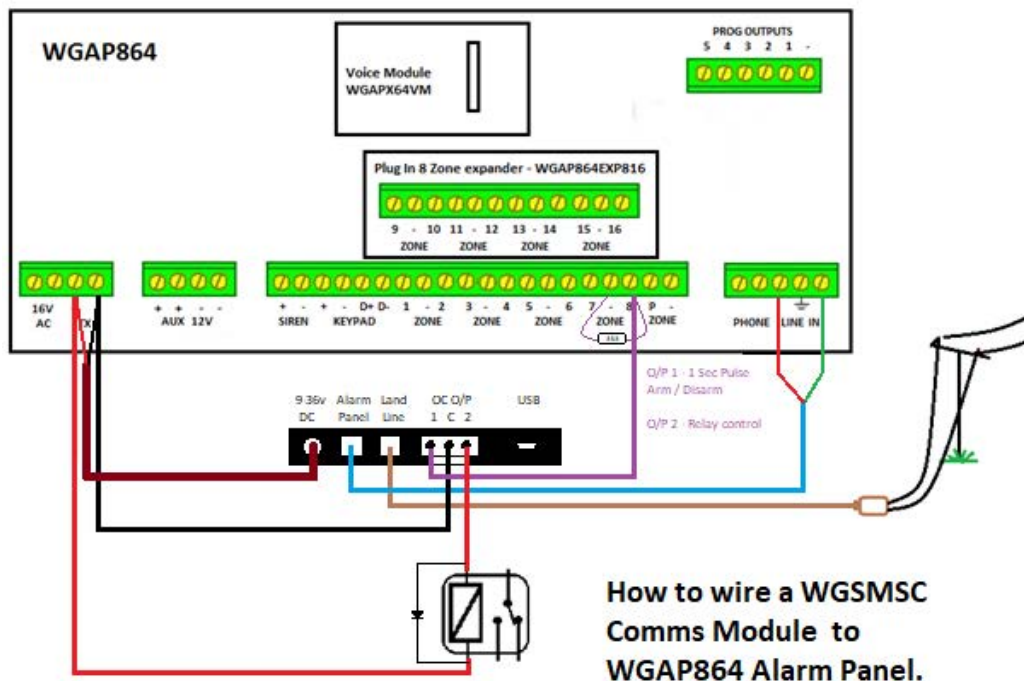 WGAP864
Voice Module
WGAPX64VM
PROG OUTPUTS
5 4 3 2 1 -
Plug In 8 Zone expander - WGAP864EXP816
9 - 10 11 - 12 13 - 14 15 - 16
ZONE ZONE ZONE ZONE
16V
AC
+ + - -
AUX 12V
+ - + - D+ D- 1 - 2 3 - 4 5 - 6 7 - 8 P -
SIREN KEYPAD ZONE ZONE ZONE ZONE ZONE
PHONE LINE IN
O/P 1 - 1 Sec Pulse
Arm / Disarm
O/P 2 - Relay control
9-36v Alarm Land OC O/P USB
DC Panel Line 1 C 2
How to wire a WGSMSC
Comms Module to
WGAP864 Alarm Panel.